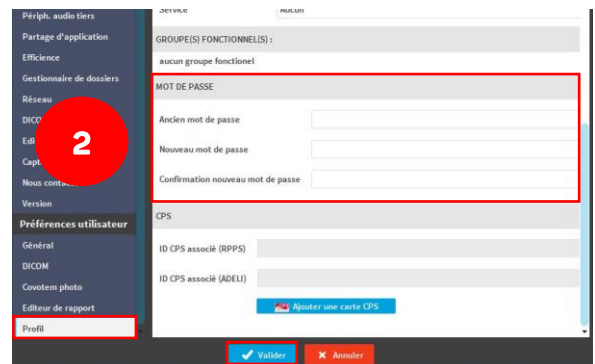 Périph. audio tiers
Partage d'application
Efficience
Gestionnaire de dossiers
Réseau
DICO
Edi
Capt
Nous conta
Version
Préférences utilisateur
Général
DICOM
Covotem photo
Editeur de rapport
Profil
2
Service Aucun
GROUPE(S) FONCTIONNEL(S) :
aucun groupe fonctionel
MOT DE PASSE
Ancien mot de passe
Nouveau mot de passe
Confirmation nouveau mot de passe
CPS
ID CPS associé (RPPS)
ID CPS associé (ADELI)
Ajouter une carte CPS
Valider Annuler